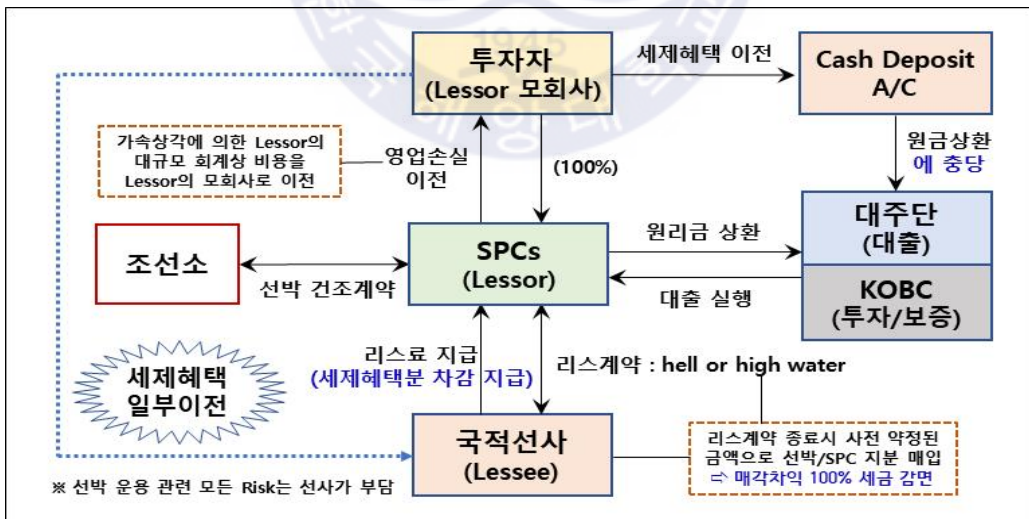 1945
투자자
(Lessor 모회사)
세제혜택 이전
Cash Deposit
A/C
가속상각에 의한 Lessor의
대규모 회계상 비용을
Lessor의 모회사로 이전
영업손실
이전
(100%)
원금상환
에 충당
조선소
선박 건조계약
SPCs
(Lessor)
원리금 상환
대출 실행
대주단
(대출)
KOBC
(투자/보증)
세제혜택
일부이전
리스료 지급
(세제혜택분 차감 지급)
리스계약 : hell or high water
국적선사
(Lessee)
리스계약 종료시 사전 약정된
금액으로 선박/SPC 지분 매입
⇨ 매각차익 100% 세금 감면
※ 선박 운용 관련 모든 Risk는 선사가 부담